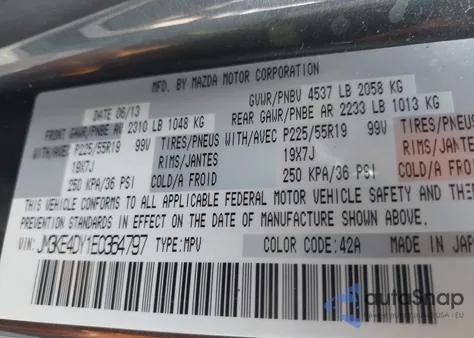 MFD. BY MAZDA MOTOR CORPORATION
DATE 06/13 GVWR/PNBV 4537 LB 2058 KG
FRONT GAWR/PNBE AV 2310 LB 1048 KG REAR GAWR/PNBE AR 2233 LB 1013 KG
WITH/AVEC P225/55R19 99V TIRES/PNEUS WITH/AVEC P225/55R19 99V TIRES/PNEUS
19X7J RIMS/JANTES 19X7J RIMS/JANTES
250 KPA/36 PSI COLD/A FROID 250 KPA/36 PSI COLD/A FROID
THIS VEHICLE CONFORMS TO ALL APPLICABLE FEDERAL MOTOR VEHICLE SAFETY
PREVENTION STANDARDS IN EFFECT ON THE DATE OF MANUFACTURE SHOWN ABOVE.
VIN: JM3KE4DY1E0364797 TYPE: MPV COLOR CODE: 42A MADE IN JAP
autoSnap